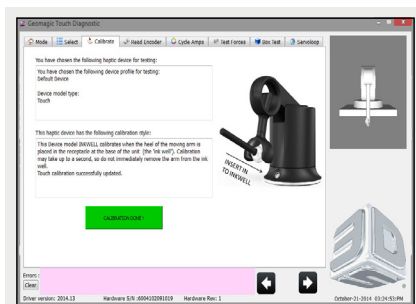 Geomagic Touch Diagnostic
Mode Select Calibrate Read Encoder Cycle Amps Test Forces Box Test Servoloop
You have chosen the following haptic device for testing:
You have chosen the following device profile for testing:
Default Device
Device model type:
Touch
This haptic device has the following calibration style:
This Device model INKWELL calibrates when the heel of the moving arm is
placed in the receptacle at the base of the unit (the 'ink well'). Calibration
may take up to a second, so do not immediately remove the arm from the ink
well.
Touch calibration successfully updated.
INSERT IN
TO INKWELL
CALIBRATION DONE !
Errors :
Clear
Driver version: 2014.13 Hardware S/N :6004102091019 Hardware Rev: 1 October-21-2014 03:24:53PM